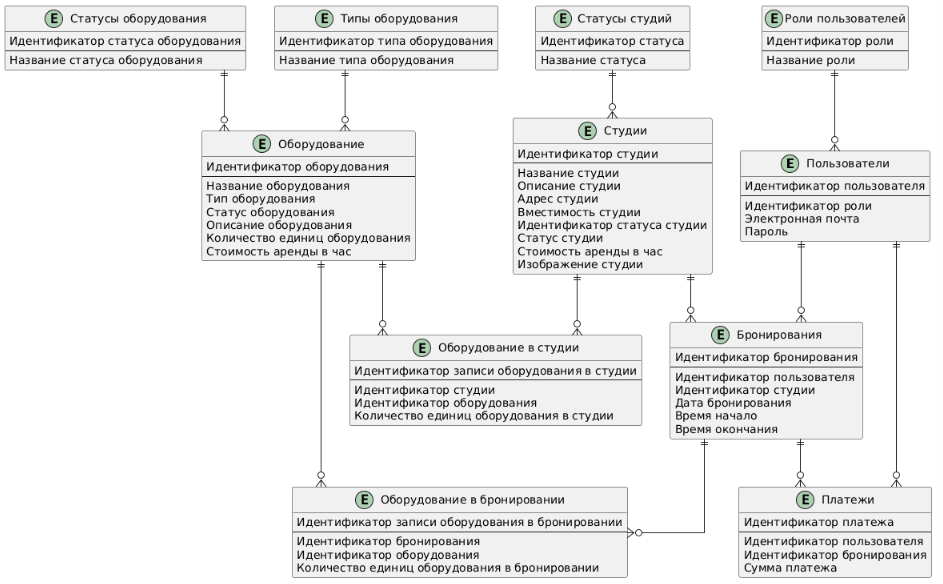 E Статусы оборудования
Идентификатор статуса оборудования
Название статуса оборудования
E Типы оборудования
Идентификатор типа оборудования
Название типа оборудования
E Статусы студий
Идентификатор статуса
Название статуса
E Роли пользователей
Идентификатор роли
Название роли
E Оборудование
Идентификатор оборудования
Название оборудования
Тип оборудования
Статус оборудования
Описание оборудования
Количество единиц оборудования
Стоимость аренды в час
E Студии
Идентификатор студии
Название студии
Описание студии
Адрес студии
Вместимость студии
Идентификатор статуса студии
Статус студии
Стоимость аренды в час
Изображение студии
E Пользователи
Идентификатор пользователя
Идентификатор роли
Электронная почта
Пароль
E Оборудование в студии
Идентификатор записи оборудования в студии
Идентификатор студии
Идентификатор оборудования
Количество единиц оборудования в студии
E Бронирования
Идентификатор бронирования
Идентификатор пользователя
Идентификатор студии
Дата бронирования
Время начало
Время окончания
E Оборудование в бронировании
Идентификатор записи оборудования в бронировании
Идентификатор бронирования
Идентификатор оборудования
Количество единиц оборудования в бронировании
E Платежи
Идентификатор платежа
Идентификатор пользователя
Идентификатор бронирования
Сумма платежа